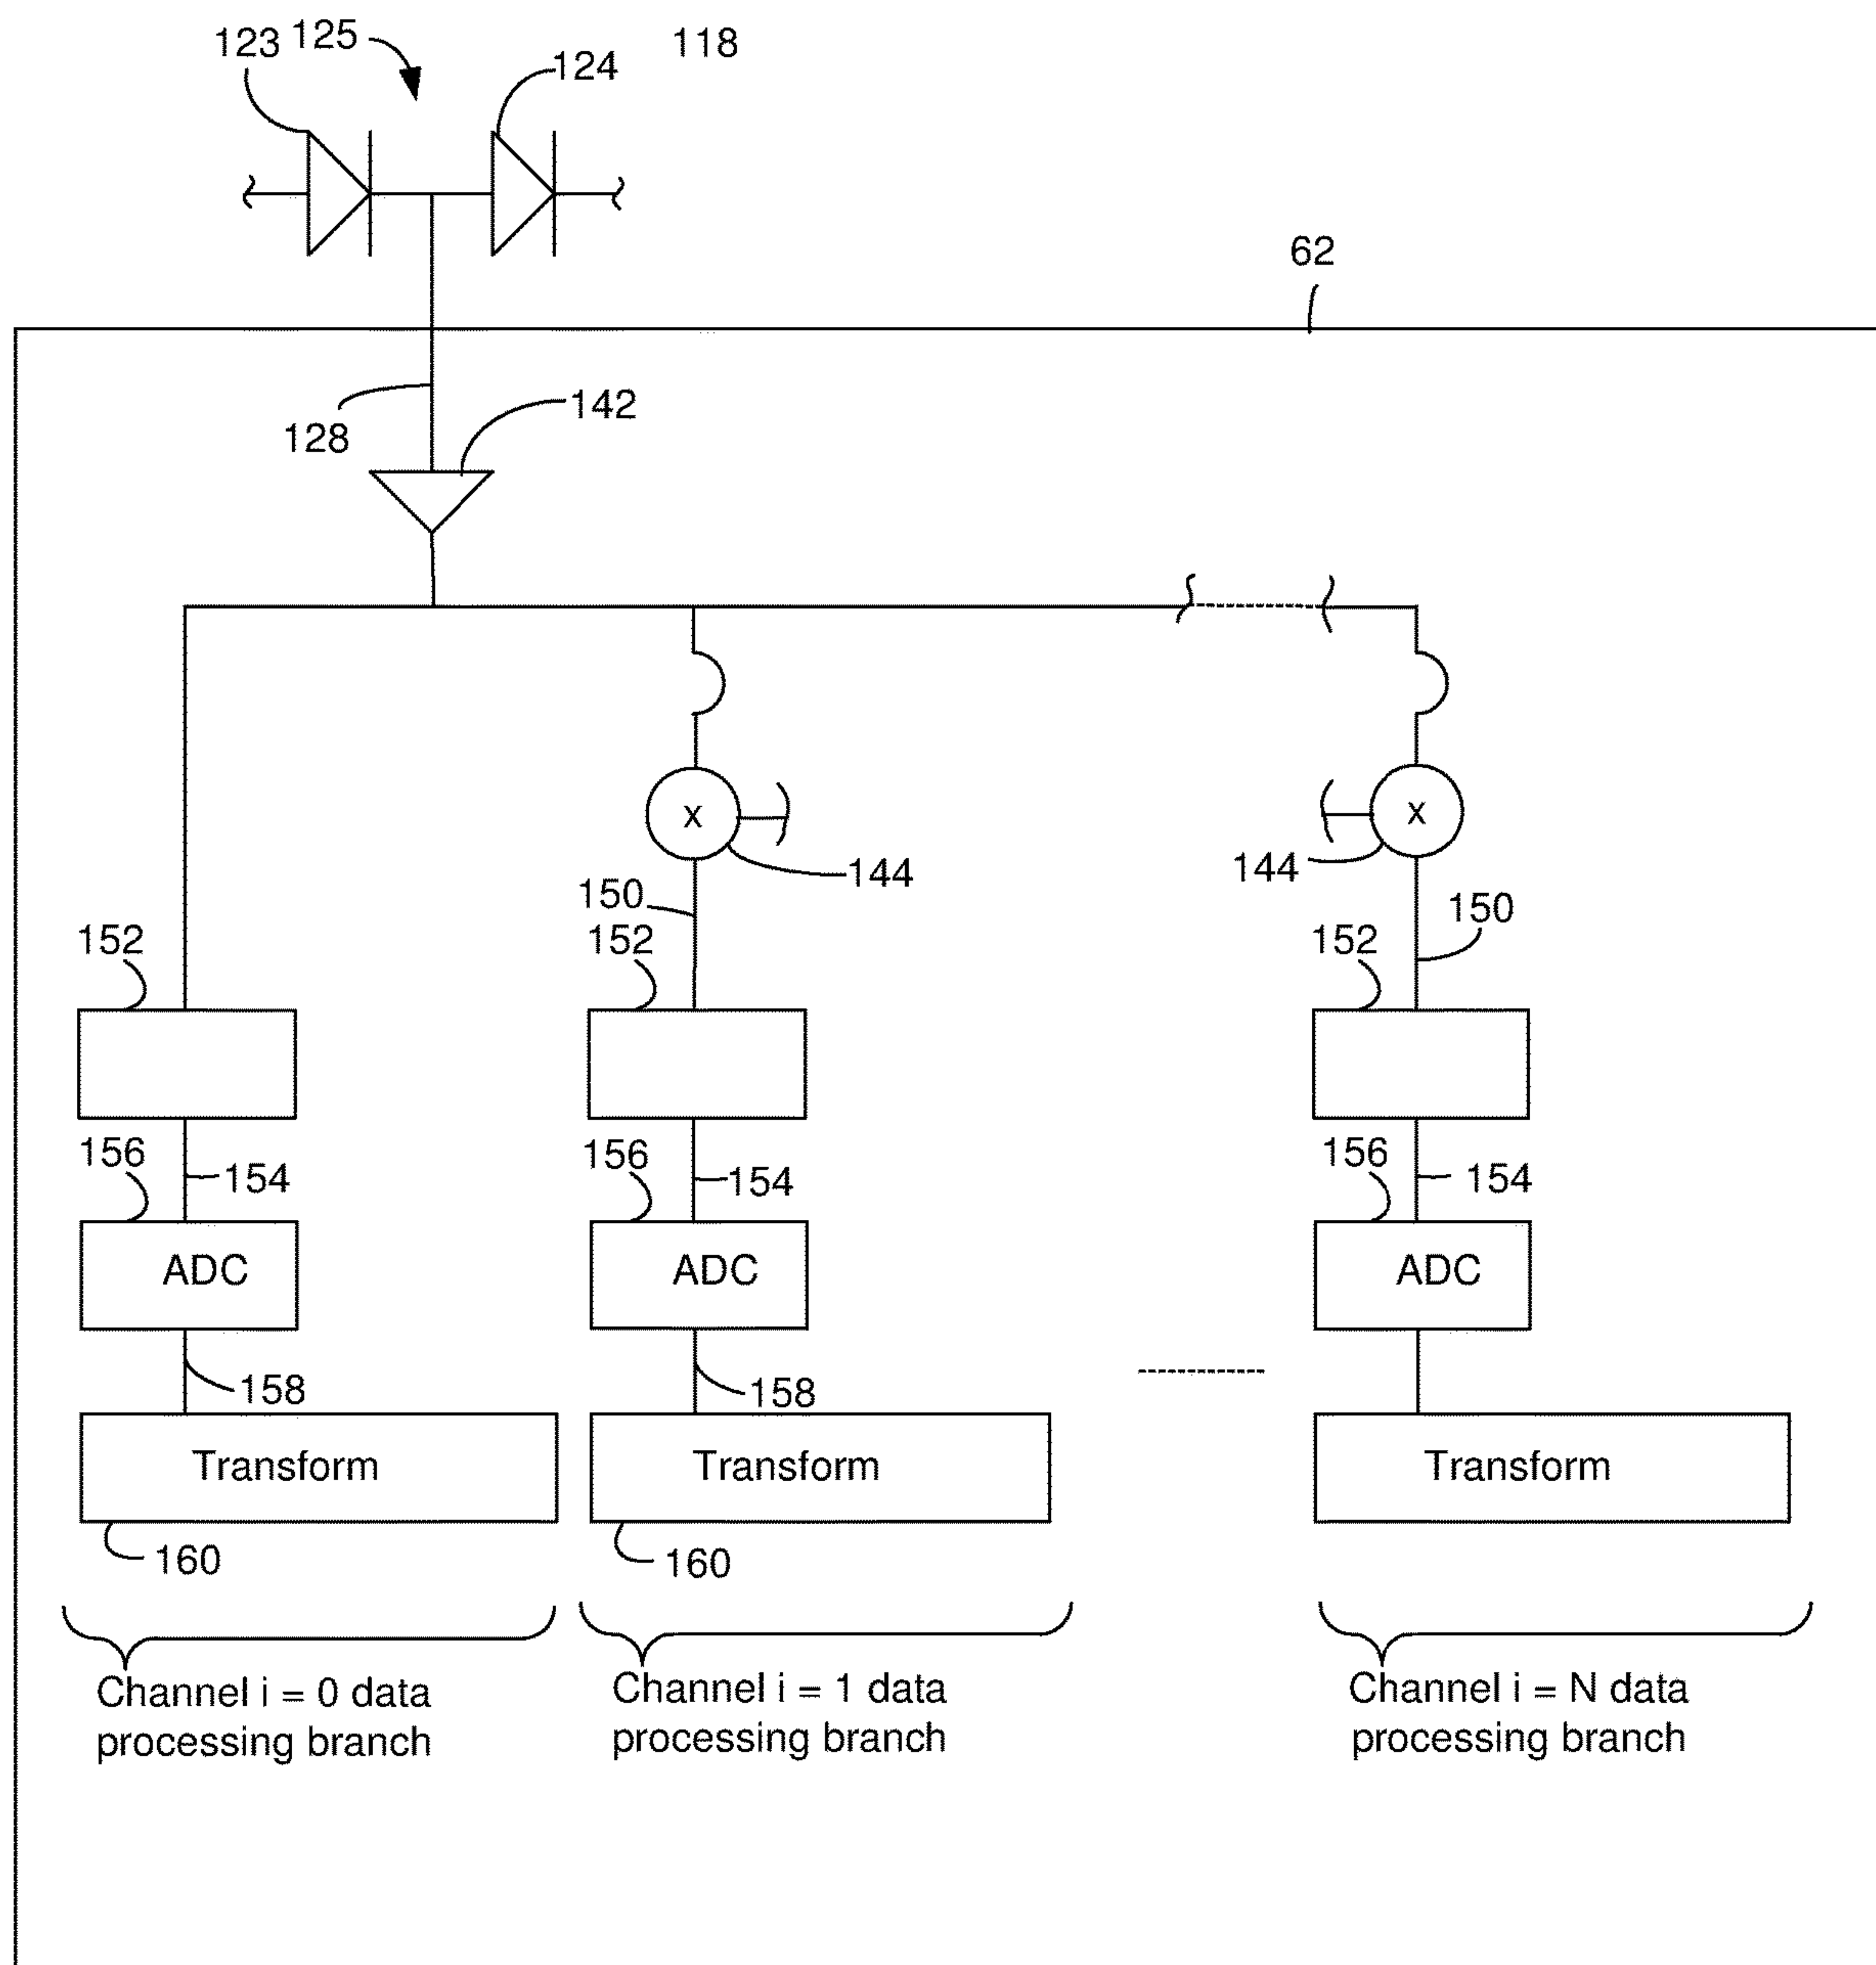 123 125 118
124
62
128
142
144
144
150
150
152
152
152
156
154
156
154
156
154
ADC
ADC
ADC
158
158
Transform
Transform
Transform
160
160
Channel i = 0 data
processing branch
Channel i = 1 data
processing branch
Channel i = N data
processing branch